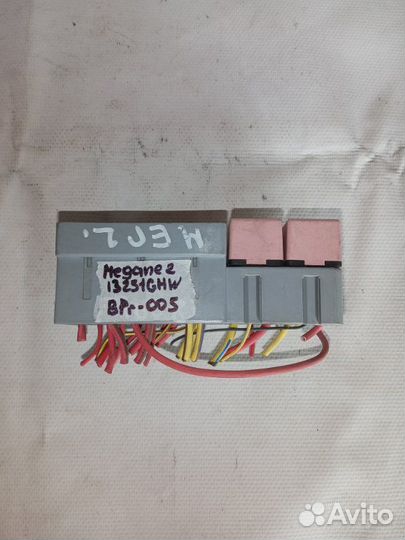 Megane 2
13251GHW
BPr-005
Avito